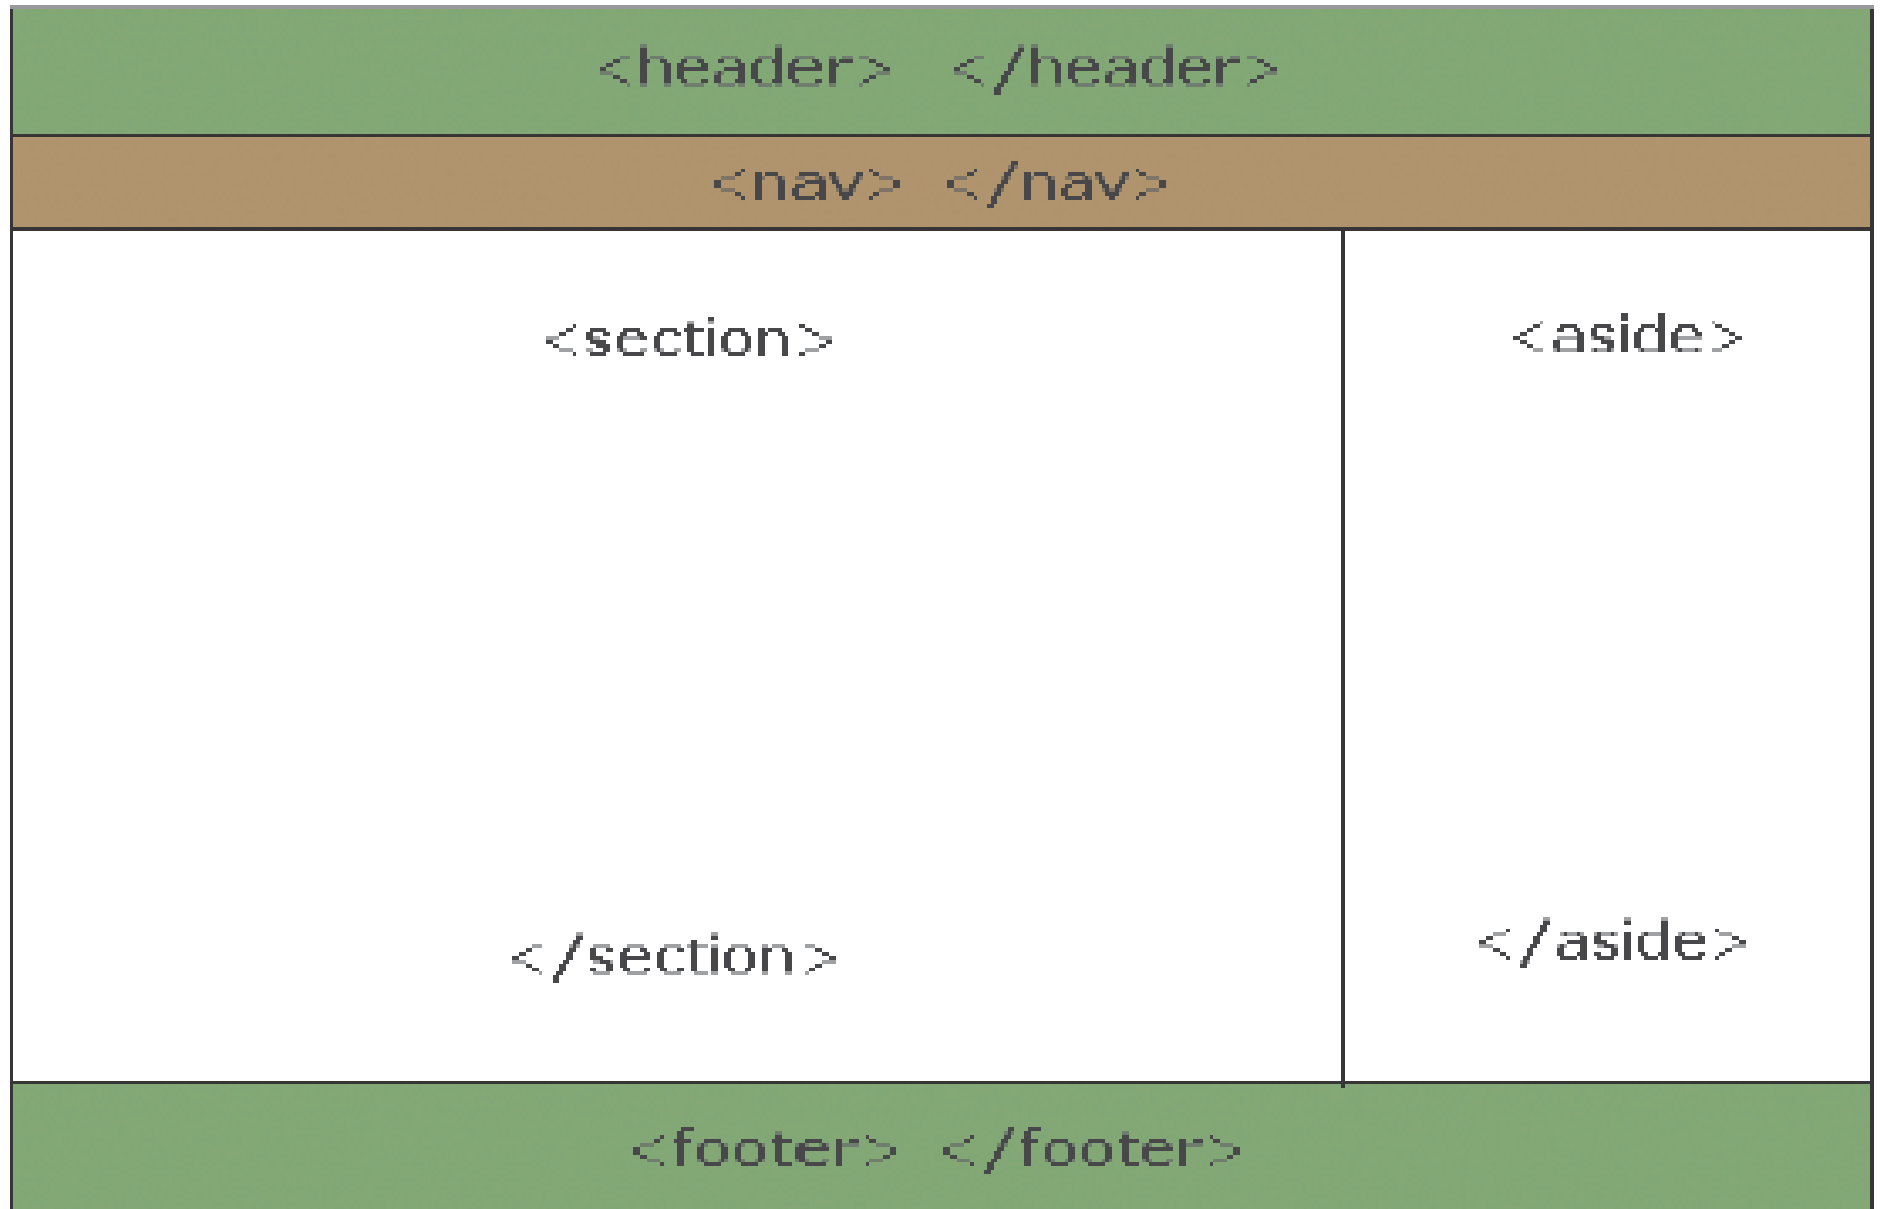 <header> </header>
<nav> </nav>
<section>
</section>
<aside>
</aside>
<footer> </footer>